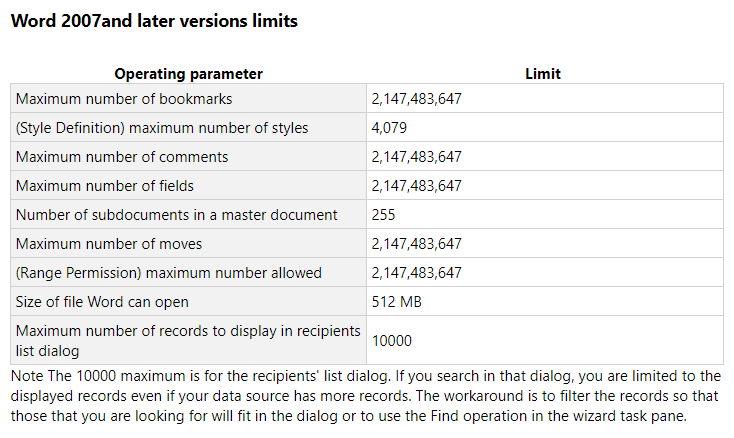 Word 2007and later versions limits
Operating parameter Limit
Maximum number of bookmarks 2,147,483,647
(Style Definition) maximum number of styles 4,079
Maximum number of comments 2,147,483,647
Maximum number of fields 2,147,483,647
Number of subdocuments in a master document 255
Maximum number of moves 2,147,483,647
(Range Permission) maximum number allowed 2,147,483,647
Size of file Word can open 512 MB
Maximum number of records to display in recipients
list dialog 10000
Note The 10000 maximum is for the recipients' list dialog. If you search in that dialog, you are limited to the
displayed records even if your data source has more records. The workaround is to filter the records so that
those that you are looking for will fit in the dialog or to use the Find operation in the wizard task pane.